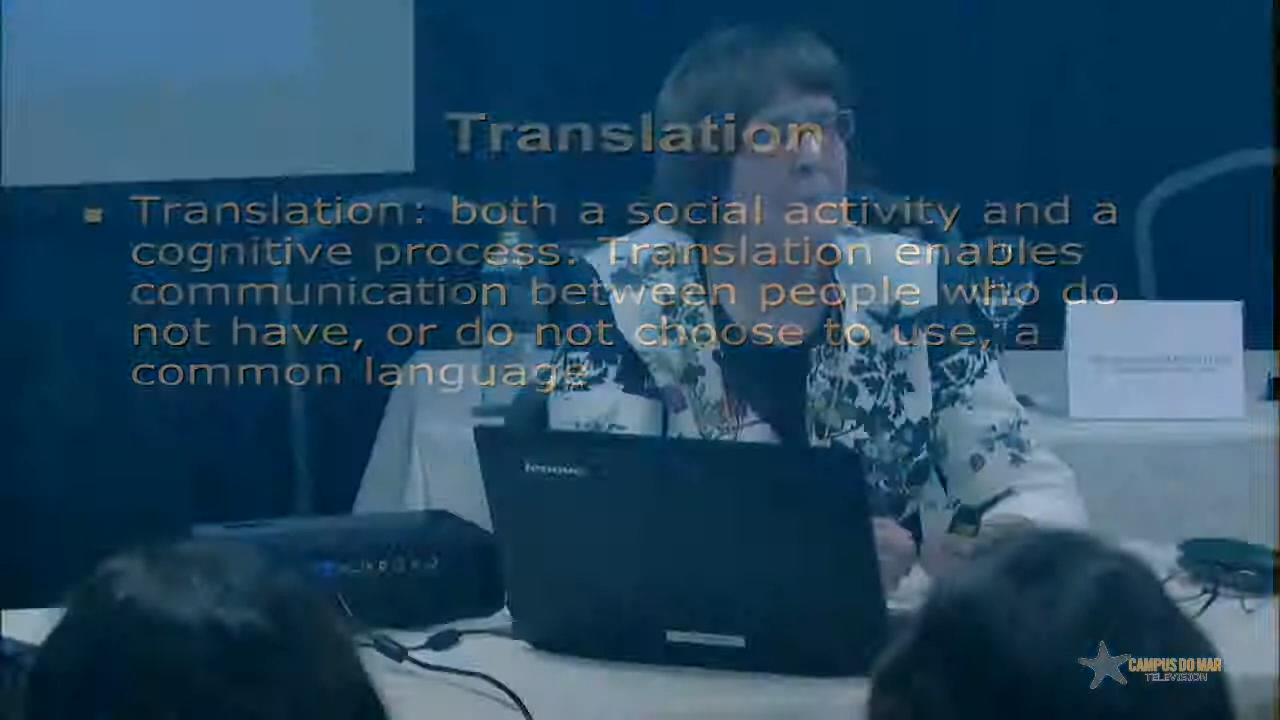 Translation
Translation: both a social activity and a
cognitive process. Translation enables
communication between people who do
not have, or do not choose to use, a
common language
lenovo
CAMPUS DO MAR
TELEVISION